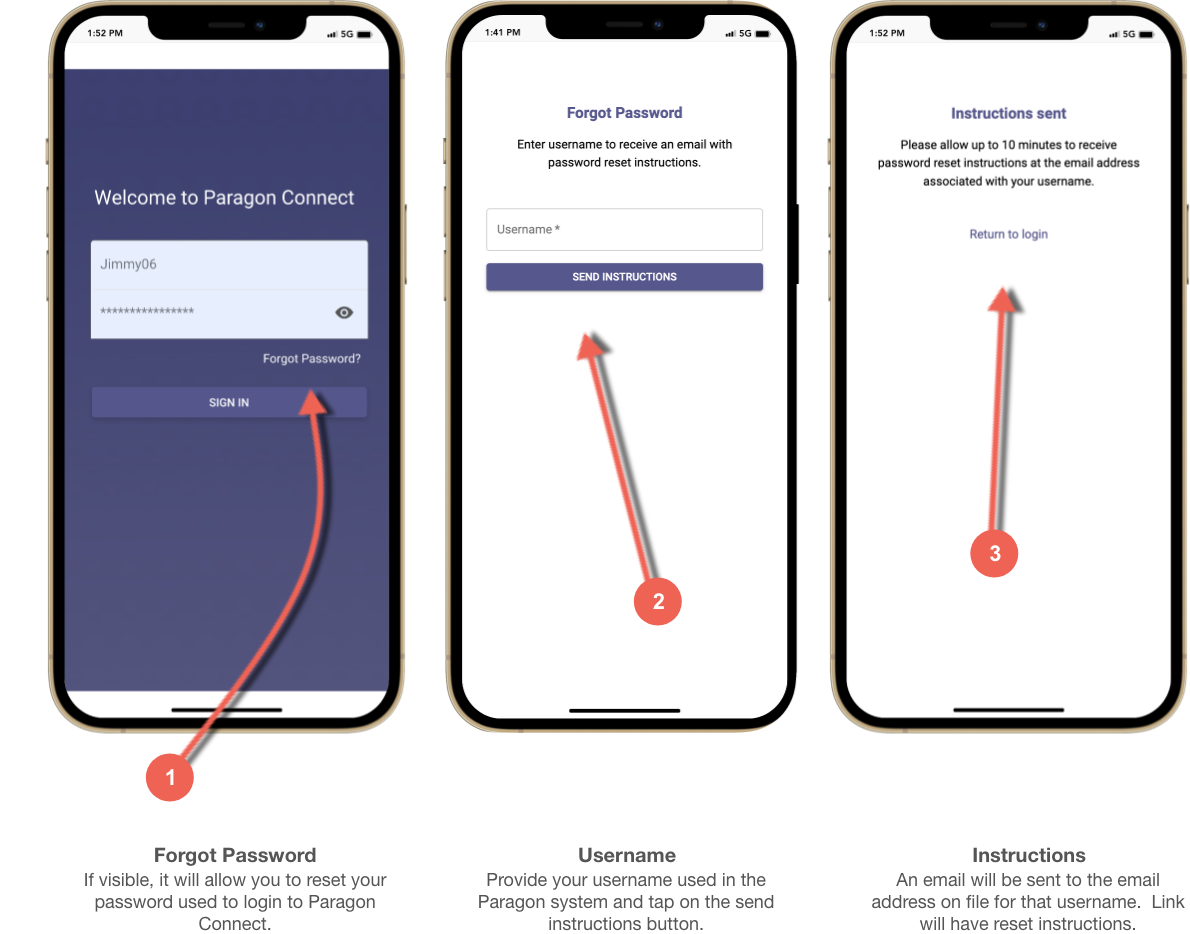 1:52 PM
5G
Welcome to Paragon Connect
Jimmy06
****************
Forgot Password?
SIGN IN
1
Forgot Password
If visible, it will allow you to reset your
password used to login to Paragon
Connect.
1:41 PM
5G
Forgot Password
Enter username to receive an email with
password reset instructions.
Username *
SEND INSTRUCTIONS
2
Username
Provide your username used in the
Paragon system and tap on the send
instructions button.
1:52 PM
5G
Instructions sent
Please allow up to 10 minutes to receive
password reset instructions at the email address
associated with your username.
Return to login
3
Instructions
An email will be sent to the email
address on file for that username.  Link
will have reset instructions.